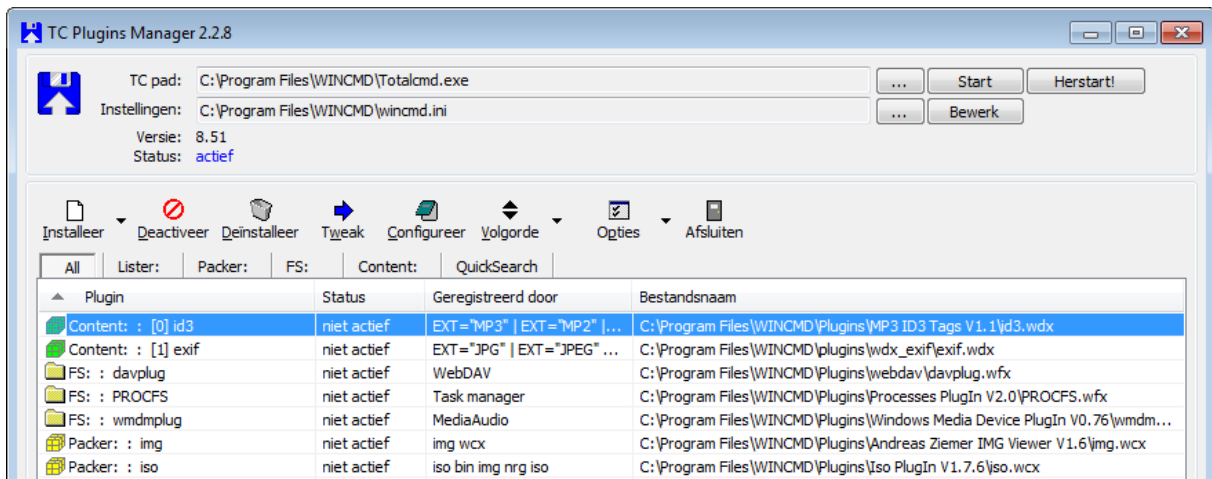 TC Plugins Manager 2.2.8
TC pad: C:\Program Files\WINCMD\Totalcmd.exe ... Start Herstart!
Instellingen: C:\Program Files\WINCMD\wincmd.ini ... Bewerk
Versie: 8.51
Status: actief
Installeer Deactiveer Deïnstalleer Tweak Configureer Volgorde Opties Afsluiten
All Lister: Packer: FS: Content: QuickSearch
Plugin Status Geregistreerd door Bestandsnaam
Content: : [0] id3 niet actief EXT="MP3" | EXT="MP2" |... C:\Program Files\WINCMD\Plugins\MP3 ID3 Tags V1.1\id3.wdx
Content: : [1] exif niet actief EXT="JPG" | EXT="JPEG" ... C:\Program Files\WINCMD\plugins\wdx_exif\exif.wdx
FS: : davplug niet actief WebDAV C:\Program Files\WINCMD\Plugins\webdav\davplug.wfx
FS: : PROCFS niet actief Task manager C:\Program Files\WINCMD\Plugins\Processes PlugIn V2.0\PROCFS.wfx
FS: : wmdmplug niet actief MediaAudio C:\Program Files\WINCMD\Plugins\Windows Media Device PlugIn V0.76\wmdm...
Packer: : img niet actief img wcx C:\Program Files\WINCMD\Plugins\Andreas Ziemer IMG Viewer V1.6\img.wcx
Packer: : iso niet actief iso bin img nrg iso C:\Program Files\WINCMD\Plugins\Iso PlugIn V1.7.6\iso.wcx